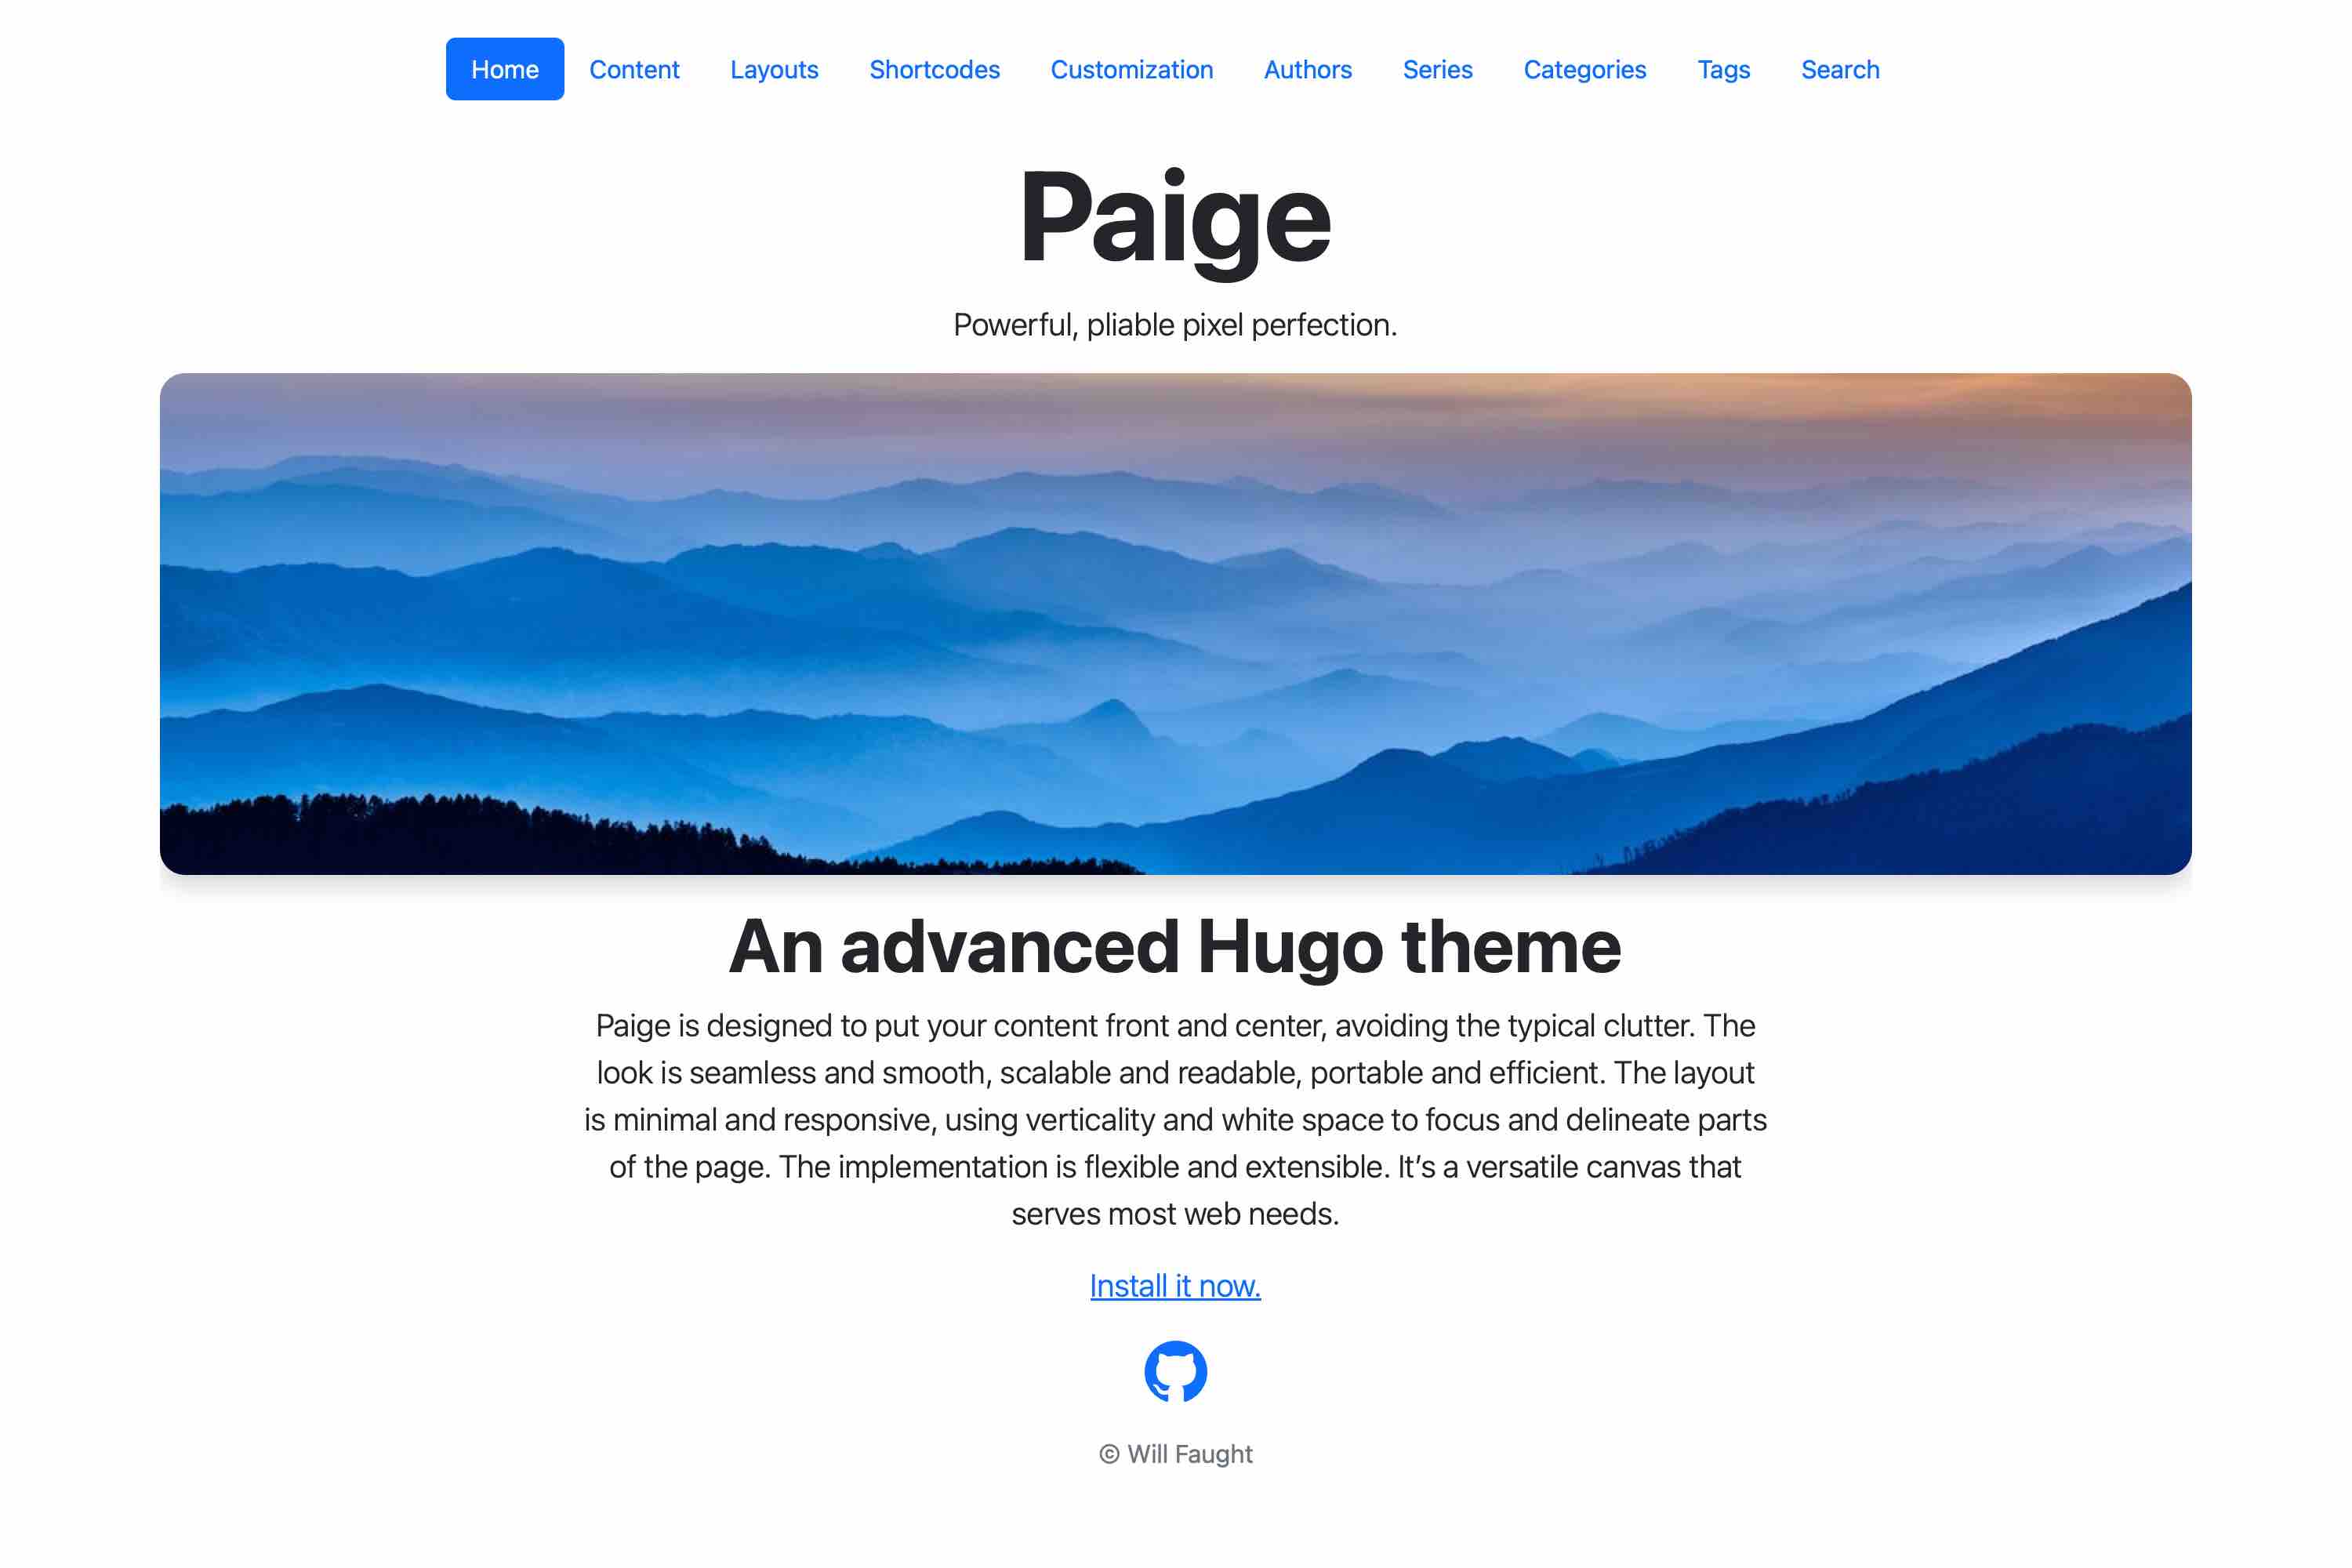 Home Content Layouts Shortcodes Customization Authors Series Categories Tags Search
Paige
Powerful, pliable pixel perfection.
An advanced Hugo theme
Paige is designed to put your content front and center, avoiding the typical clutter. The
look is seamless and smooth, scalable and readable, portable and efficient. The layout
is minimal and responsive, using verticality and white space to focus and delineate parts
of the page. The implementation is flexible and extensible. It’s a versatile canvas that
serves most web needs.
Install it now.
© Will Faught